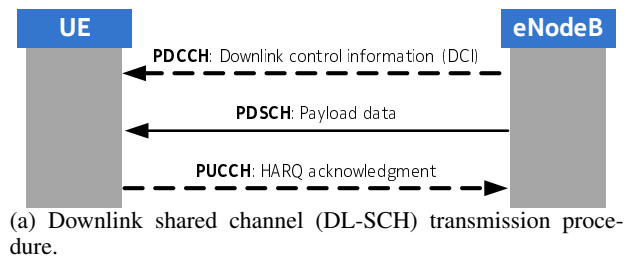 UE eNodeB
PDCCH: Downlink control information (DCI)
PDSCH: Payload data
PUCCH: HARQ acknowledgment
(a) Downlink shared channel (DL-SCH) transmission proce-
dure.